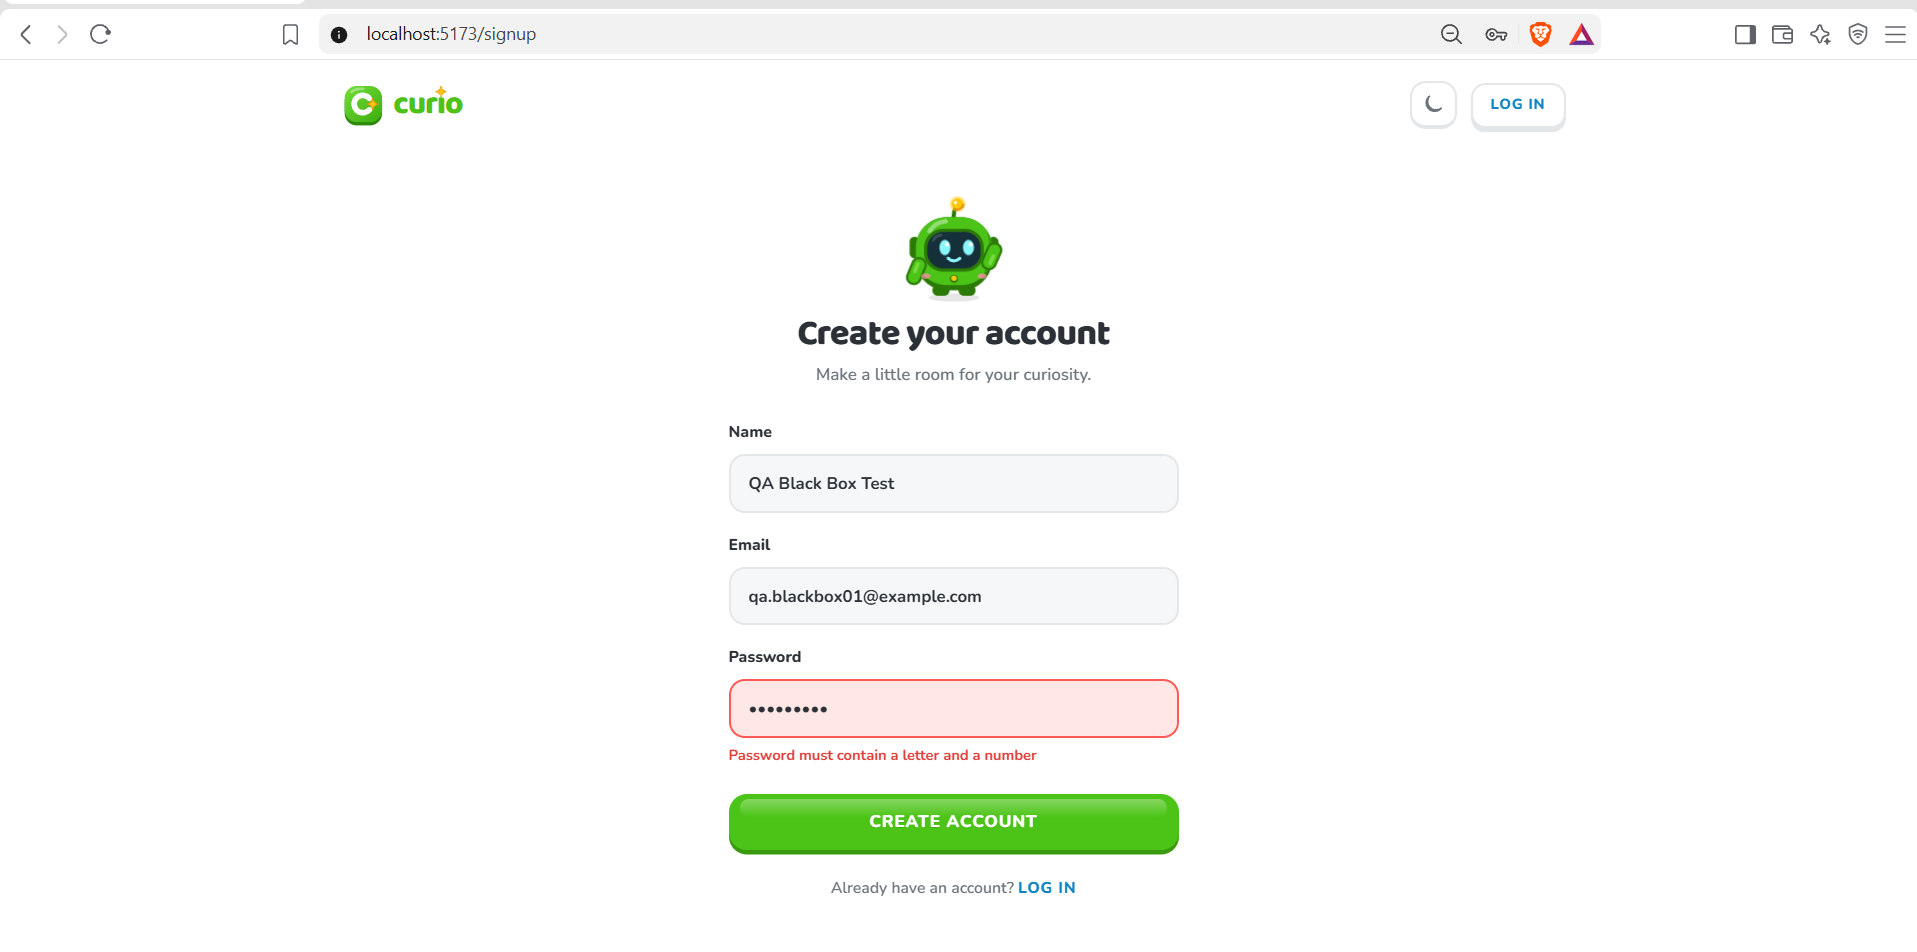 localhost:5173/signup
curio
LOG IN
Create your account
Make a little room for your curiosity.
Name
QA Black Box Test
Email
qa.blackbox01@example.com
Password
•••••••••
Password must contain a letter and a number
CREATE ACCOUNT
Already have an account? LOG IN